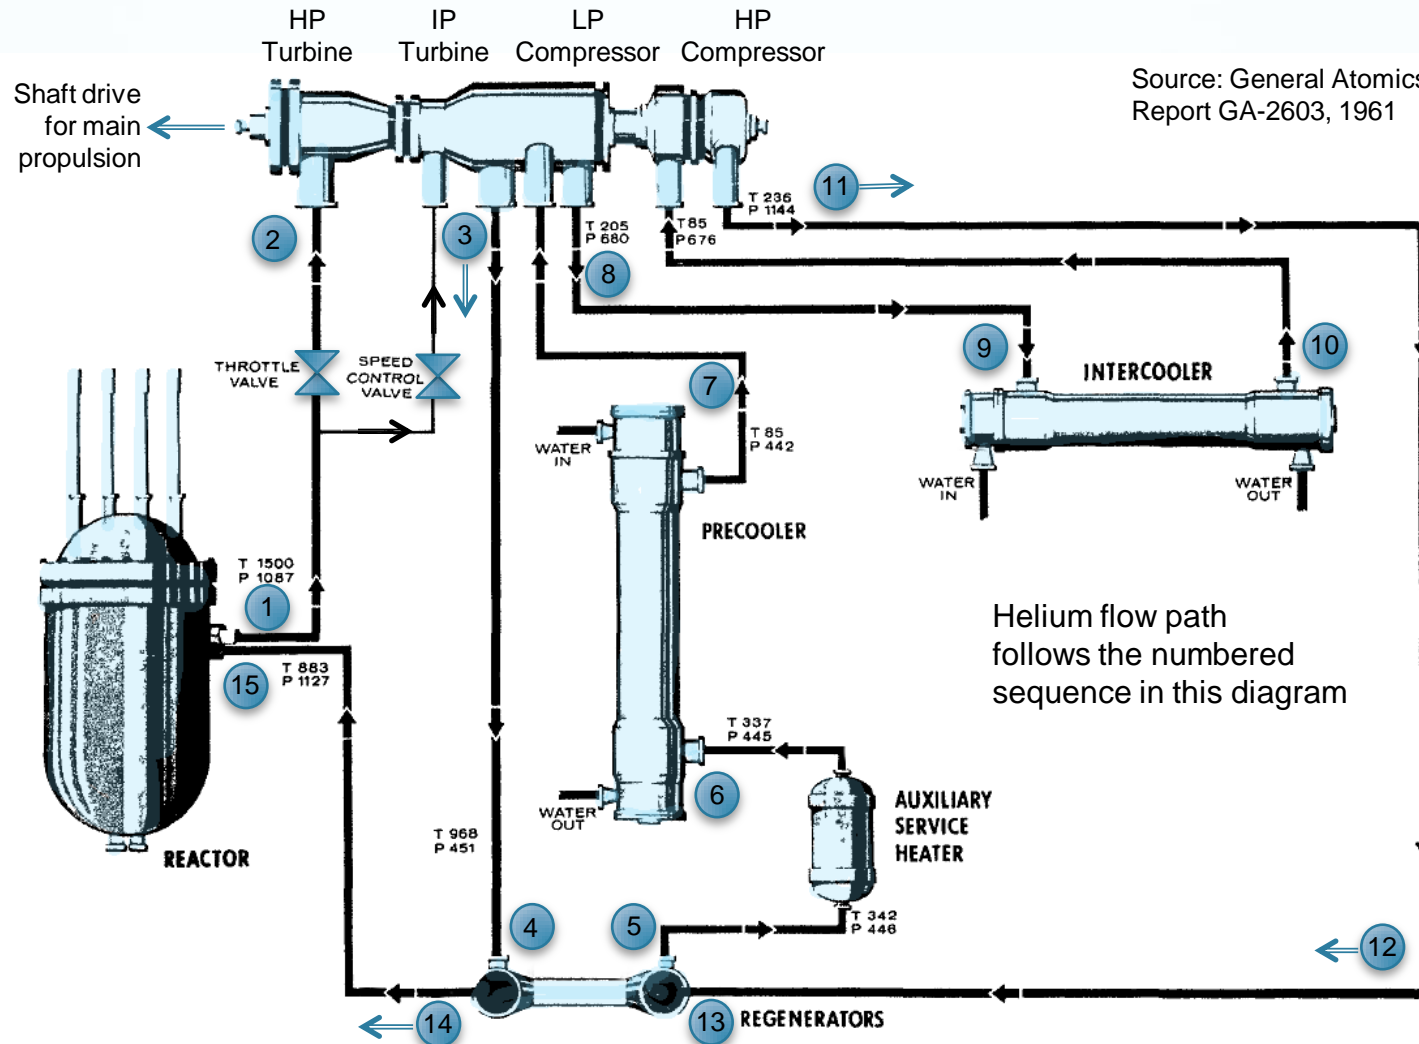 HP
Turbine
IP
Turbine
LP
Compressor
HP
Compressor
Shaft drive
for main
propulsion
Source: General Atomics
Report GA-2603, 1961
11
T 236
P 1144
2
3
T 205
P 680
T 85
P 676
8
9
10
THROTTLE
VALVE
SPEED
CONTROL
VALVE
INTERCOOLER
7
T 85
P 442
WATER
IN
WATER
IN
WATER
OUT
PRECOOLER
T 1500
P 1087
1
15
T 883
P 1127
Helium flow path
follows the numbered
sequence in this diagram
T 337
P 445
6
WATER
OUT
AUXILIARY
SERVICE
HEATER
T 968
P 451
REACTOR
4
5
T 342
P 446
12
14
13
REGENERATORS